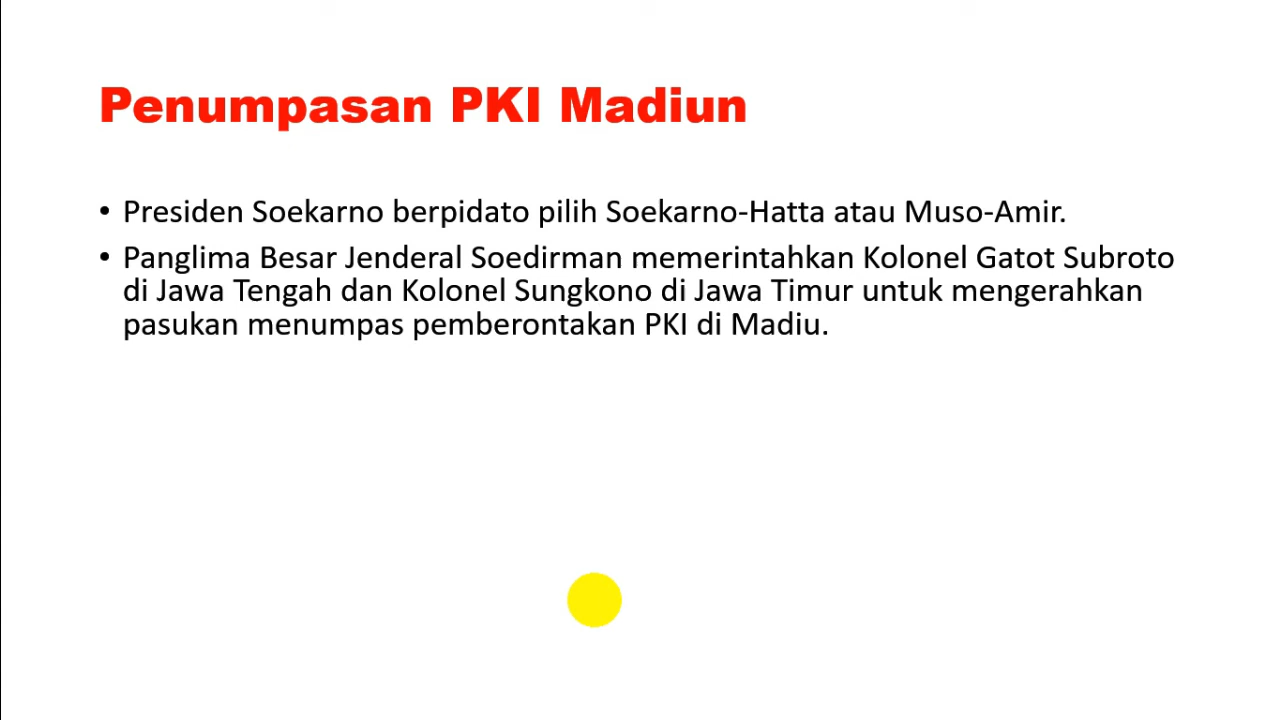 Penumpasan PKI Madiun
• Presiden Soekarno berpidato pilih Soekarno-Hatta atau Muso-Amir.
• Panglima Besar Jenderal Soedirman memerintahkan Kolonel Gatot Subroto
di Jawa Tengah dan Kolonel Sungkono di Jawa Timur untuk mengerahkan
pasukan menumpas pemberontakan PKI di Madiu.